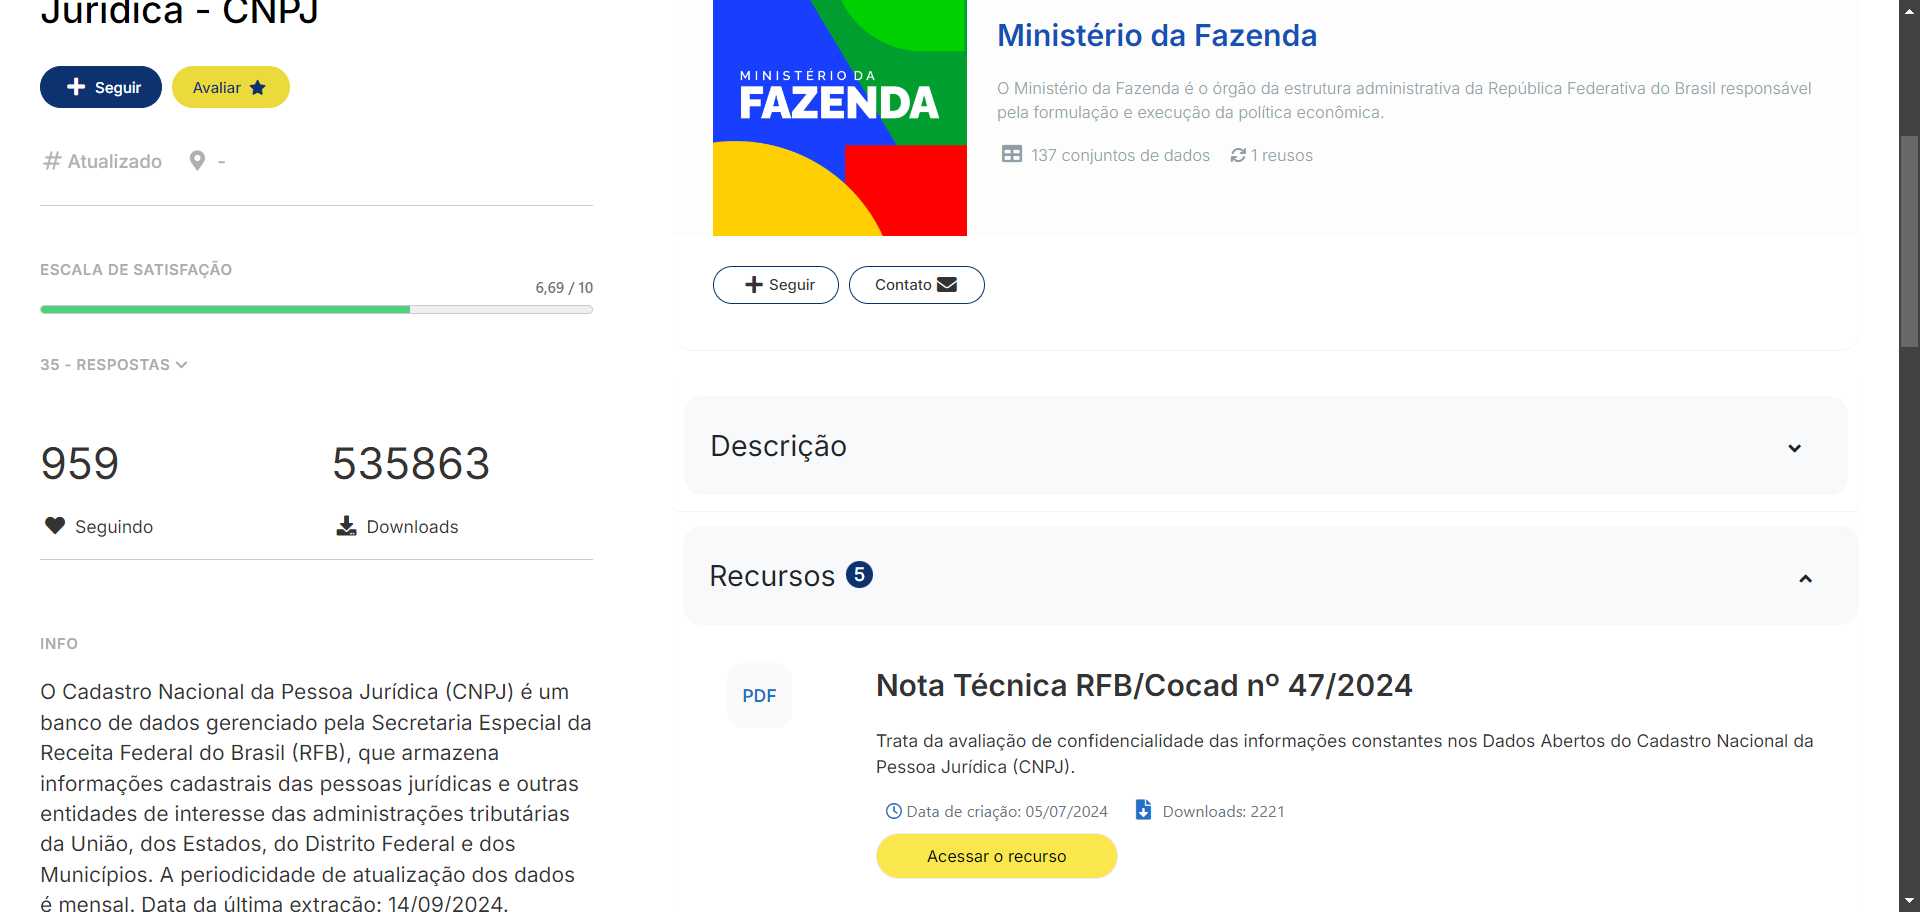 Jurídica - CNPJ
Seguir
Avaliar
# Atualizado
-
ESCALA DE SATISFAÇÃO
6,69 / 10
35 - RESPOSTAS
959
535863
Seguindo
Downloads
INFO
O Cadastro Nacional da Pessoa Jurídica (CNPJ) é um
banco de dados gerenciado pela Secretaria Especial da
Receita Federal do Brasil (RFB), que armazena
informações cadastrais das pessoas jurídicas e outras
entidades de interesse das administrações tributárias
da União, dos Estados, do Distrito Federal e dos
Municípios. A periodicidade de atualização dos dados
é mensal. Data da última extração: 14/09/2024.
MINISTÉRIO DA
FAZENDA
Ministério da Fazenda
O Ministério da Fazenda é o órgão da estrutura administrativa da República Federativa do Brasil responsável
pela formulação e execução da política econômica.
137 conjuntos de dados
1 reusos
Seguir
Contato
Descrição
Recursos 5
PDF
Nota Técnica RFB/Cocad nº 47/2024
Trata da avaliação de confidencialidade das informações constantes nos Dados Abertos do Cadastro Nacional da
Pessoa Jurídica (CNPJ).
Data de criação: 05/07/2024
Downloads: 2221
Acessar o recurso